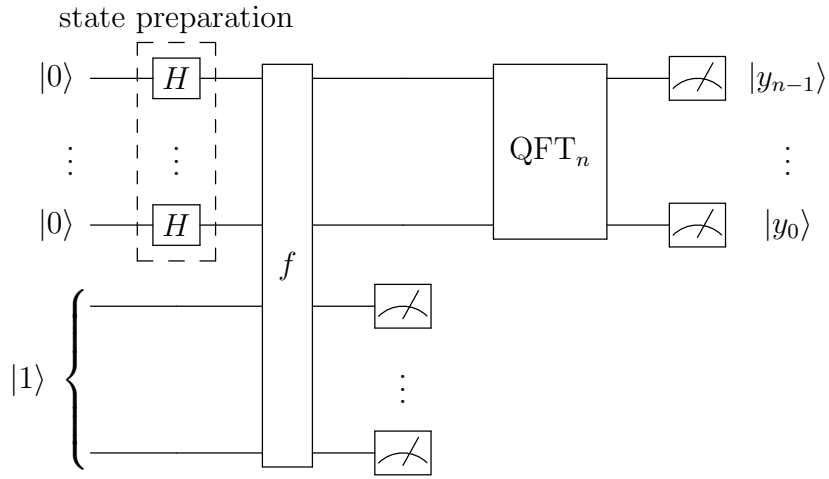 state preparation
|0⟩ H |y_{n−1}⟩
⋮ ⋮ QFT_n ⋮
|0⟩ H |y_0⟩
f
|1⟩ ⋮